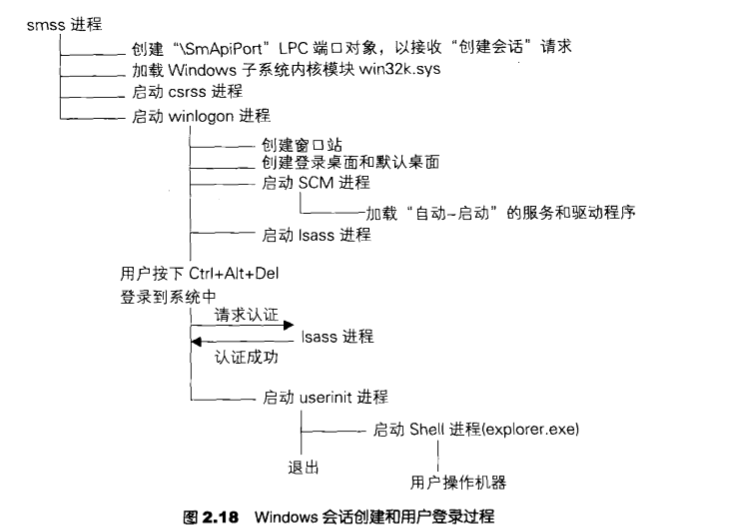 smss 进程
创建“\SmApiPort” LPC 端口对象，以接收“创建会话”请求
加载 Windows 子系统内核模块 win32k.sys
启动 csrss 进程
启动 winlogon 进程
创建窗口站
创建登录桌面和默认桌面
启动 SCM 进程
加载“自动-启动”的服务和驱动程序
启动 lsass 进程
用户按下 Ctrl+Alt+Del
登录到系统中
请求认证
lsass 进程
认证成功
启动 userinit 进程
启动 Shell 进程(explorer.exe)
退出
用户操作机器
图 2.18 Windows 会话创建和用户登录过程